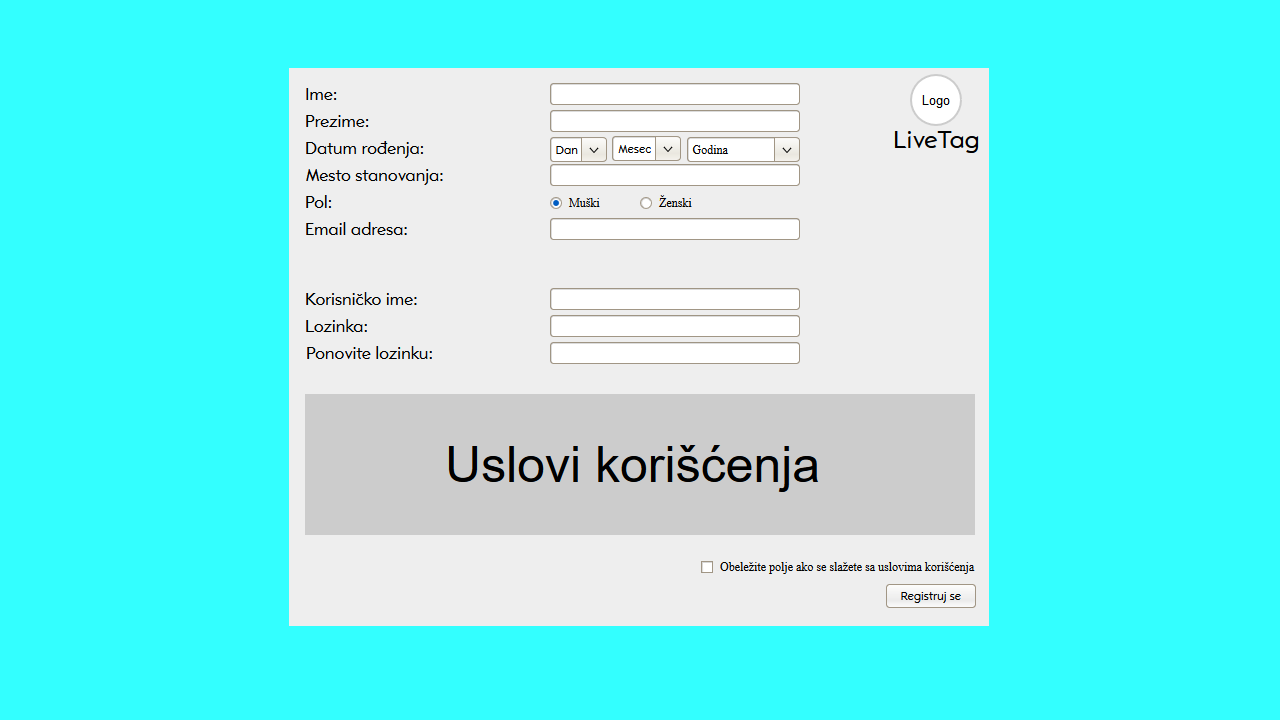 Ime:
Logo
Prezime:
LiveTag
Datum rođenja: Dan Mesec Godina
Mesto stanovanja:
Pol: Muški Ženski
Email adresa:
Korisničko ime:
Lozinka:
Ponovite lozinku:
Uslovi korišćenja
Obeležite polje ako se slažete sa uslovima korišćenja
Registruj se